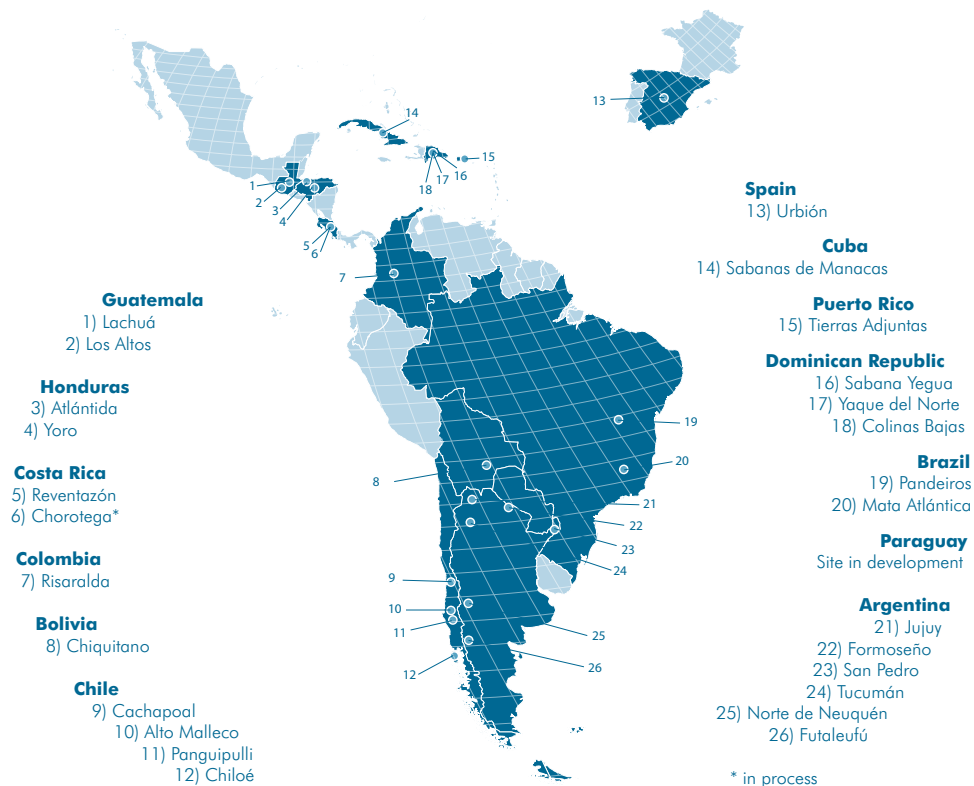 13
14
15
16
17
18
1
2
3
4
5
6
7
8
9
10
11
12
19
20
21
22
23
24
25
26
Guatemala
1) Lachuá
2) Los Altos
Honduras
3) Atlántida
4) Yoro
Costa Rica
5) Reventazón
6) Chorotega*
Colombia
7) Risaralda
Bolivia
8) Chiquitano
Chile
9) Cachapoal
10) Alto Malleco
11) Panguipulli
12) Chiloé
Spain
13) Urbión
Cuba
14) Sabanas de Manacas
Puerto Rico
15) Tierras Adjuntas
Dominican Republic
16) Sabana Yegua
17) Yaque del Norte
18) Colinas Bajas
Brazil
19) Pandeiros
20) Mata Atlántica
Paraguay
Site in development
Argentina
21) Jujuy
22) Formoseño
23) San Pedro
24) Tucumán
25) Norte de Neuquén
26) Futaleufú
* in process